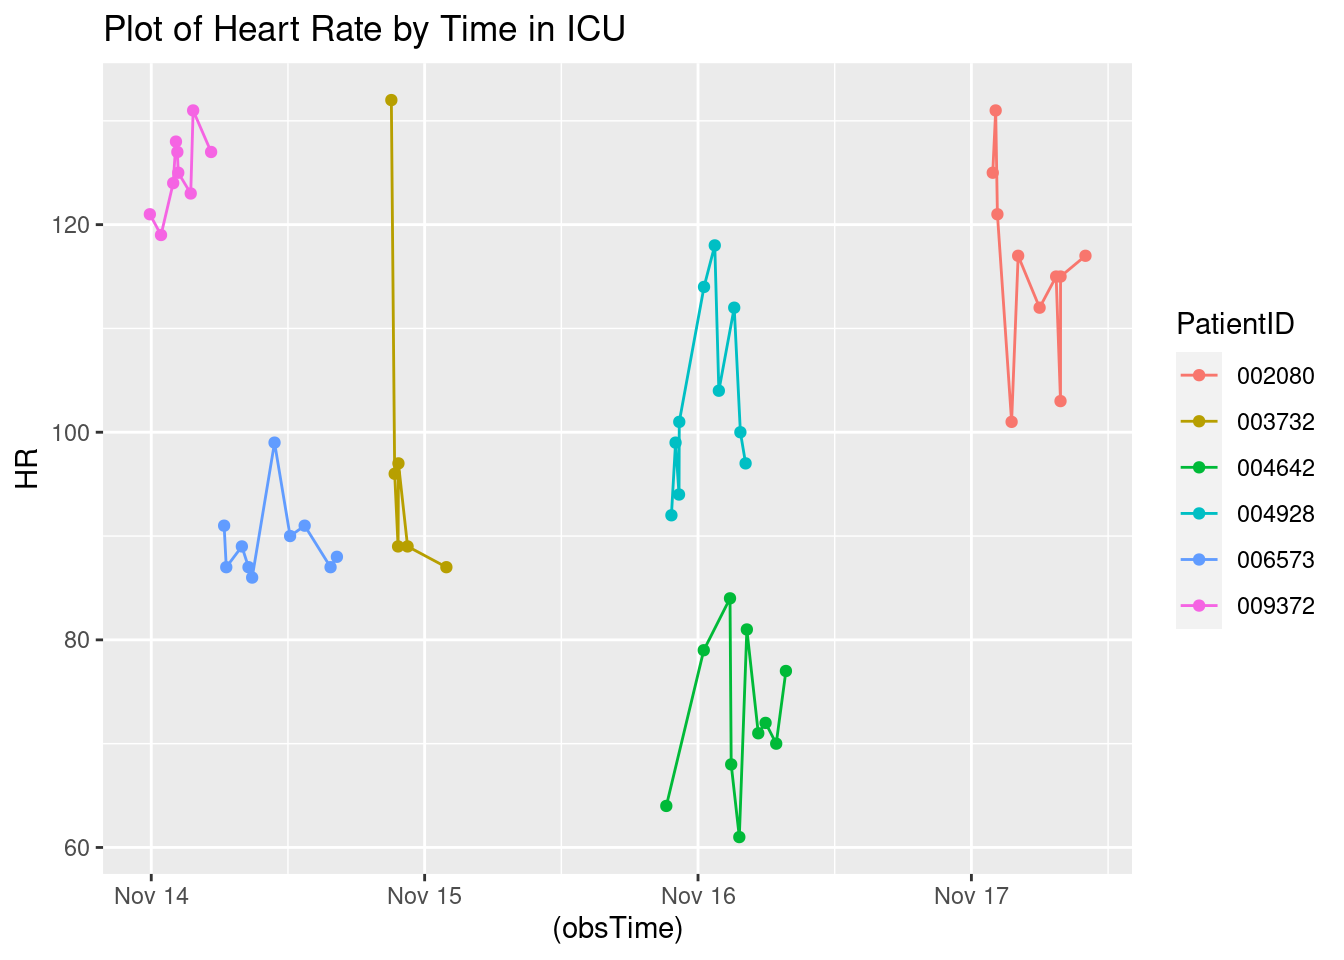 Plot of Heart Rate by Time in ICU
HR
120
100
80
60
Nov 14
Nov 15
Nov 16
Nov 17
(obsTime)
PatientID
002080
003732
004642
004928
006573
009372